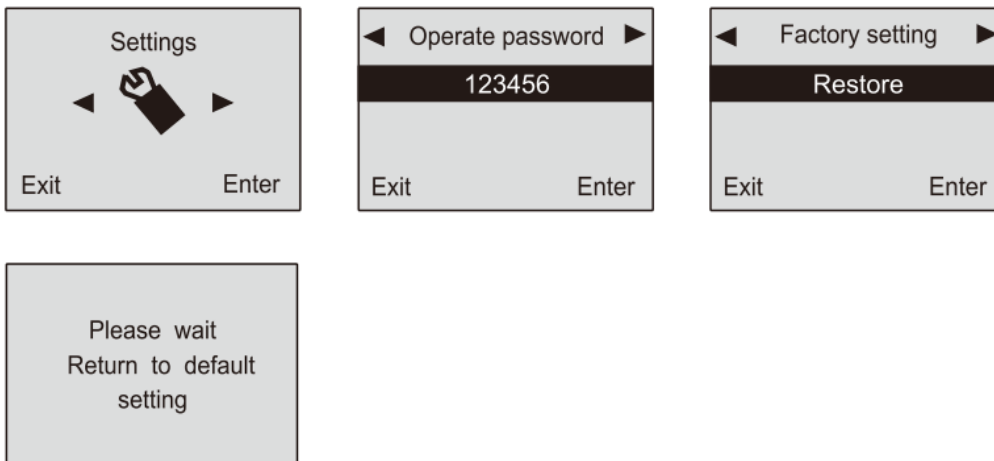 Settings
Exit Enter
Operate password
123456
Exit Enter
Factory setting
Restore
Exit Enter
Please wait
Return to default
setting